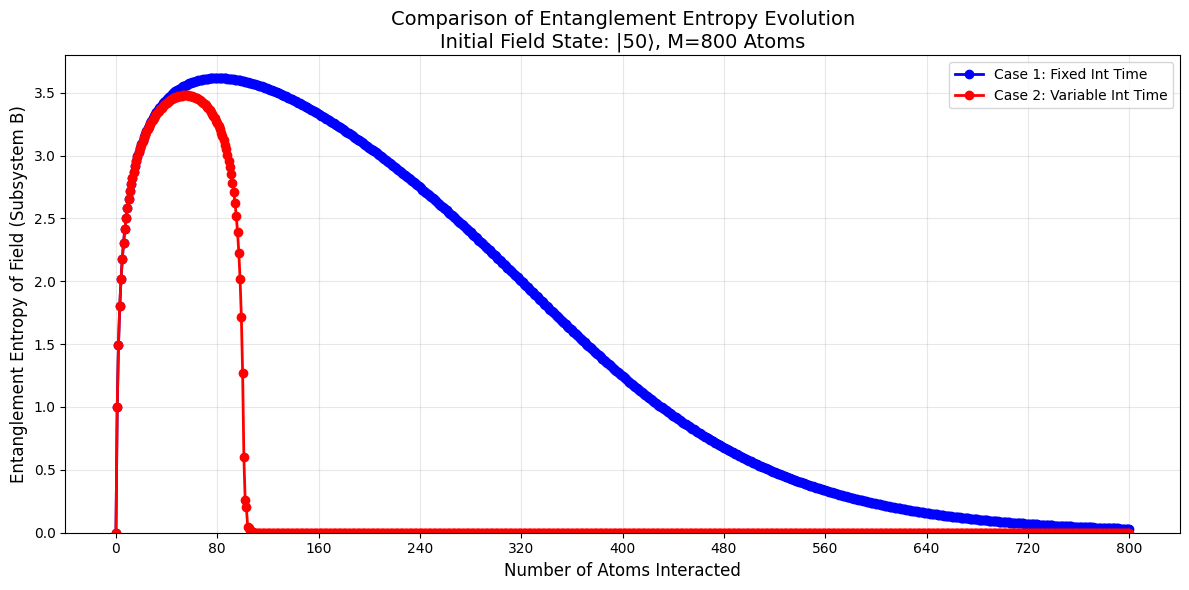 Comparison of Entanglement Entropy Evolution
Initial Field State: |50⟩, M=800 Atoms
Case 1: Fixed Int Time
Case 2: Variable Int Time
Entanglement Entropy of Field (Subsystem B)
3.5
3.0
2.5
2.0
1.5
1.0
0.5
0.0
0 80 160 240 320 400 480 560 640 720 800
Number of Atoms Interacted